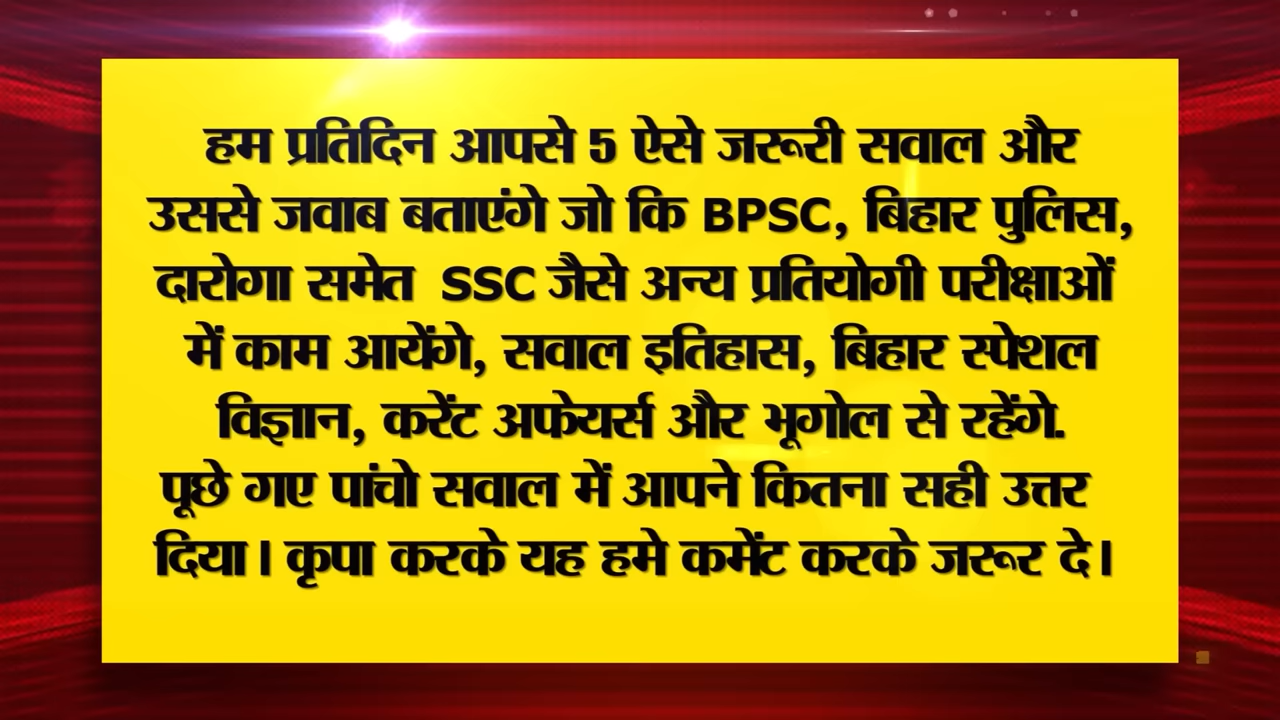 हम प्रतिदिन आपसे 5 ऐसे जरूरी सवाल और
उससे जवाब बताएंगे जो कि BPSC, बिहार पुलिस,
दारोगा समेत SSC जैसे अन्य प्रतियोगी परीक्षाओं
में काम आयेंगे, सवाल इतिहास, बिहार स्पेशल
विज्ञान, करेंट अफेयर्स और भूगोल से रहेंगे.
पूछे गए पांचो सवाल में आपने कितना सही उत्तर
दिया। कृपा करके यह हमे कमेंट करके जरूर दे।